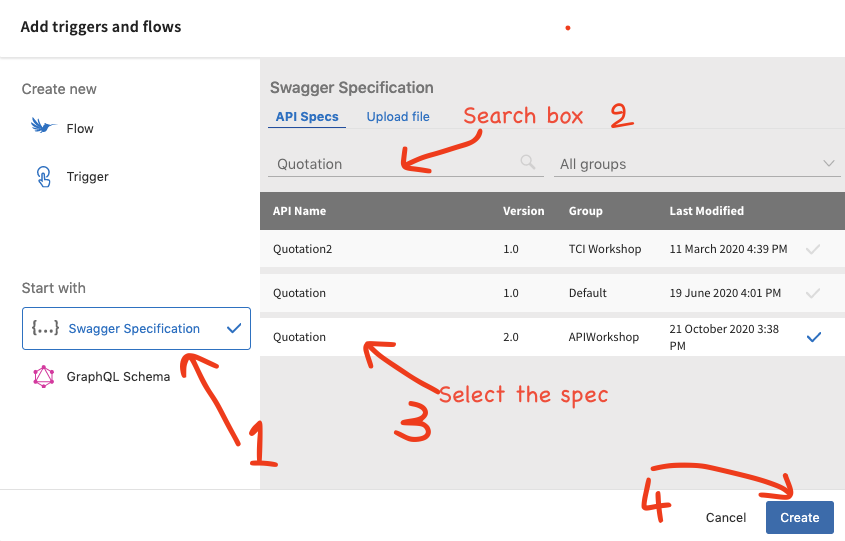 Add triggers and flows
Create new
Flow
Trigger
Start with
{...} Swagger Specification
GraphQL Schema
1
Swagger Specification
API Specs Upload file
Search box 2
Quotation All groups
API Name Version Group Last Modified
Quotation2 1.0 TCI Workshop 11 March 2020 4:39 PM
Quotation 1.0 Default 19 June 2020 4:01 PM
Quotation 2.0 APIWorkshop 21 October 2020 3:38
PM
Select the spec
3
4
Cancel Create